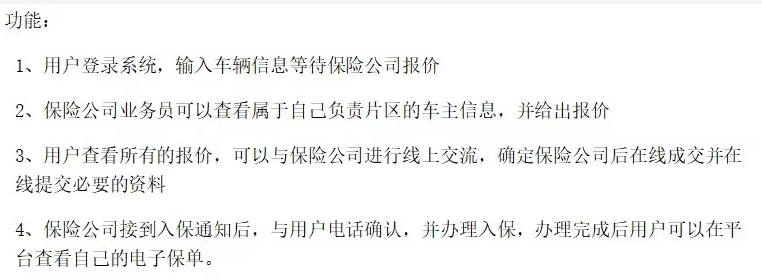 功能：
1、用户登录系统，输入车辆信息等待保险公司报价
2、保险公司业务员可以查看属于自己负责片区的车主信息，并给出报价
3、用户查看所有的报价，可以与保险公司进行线上交流，确定保险公司后在线成交并在
线提交必要的资料
4、保险公司接到入保通知后，与用户电话确认，并办理入保，办理完成后用户可以在平
台查看自己的电子保单。